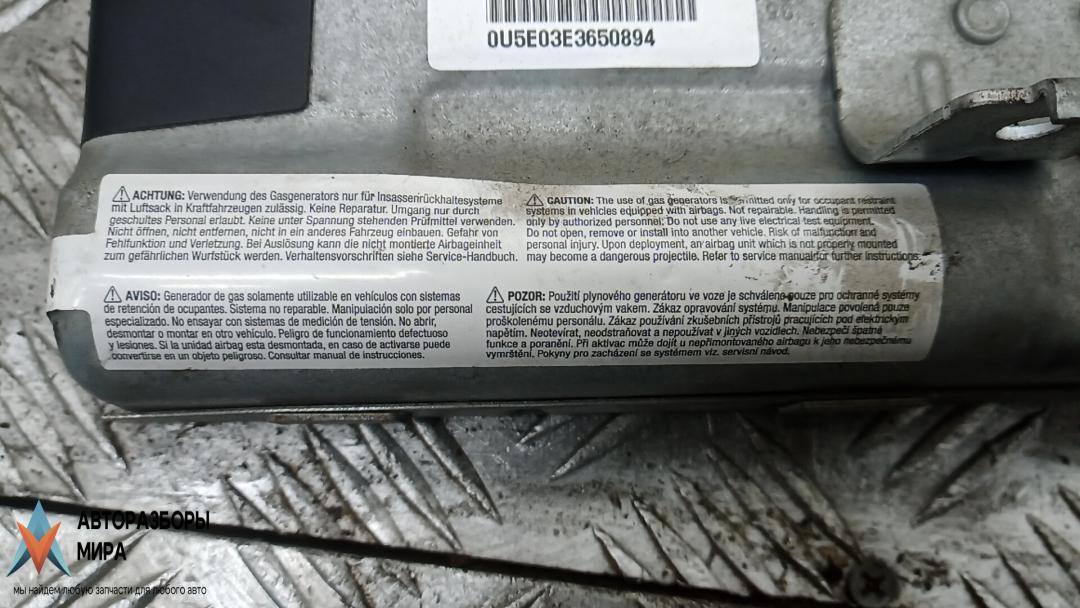 0U5E03E3650894
ACHTUNG: Verwendung des Gasgenerators nur für Insassenrückhaltesysteme
mit Luftsack in Kraftfahrzeugen zulässig. Keine Reparatur. Umgang nur durch
geschultes Personal erlaubt. Keine unter Spannung stehenden Prüfmittel verwenden.
Nicht öffnen, nicht entfernen, nicht in ein anderes Fahrzeug einbauen. Gefahr von
Fehlfunktion und Verletzung. Bei Auslösung kann die nicht montierte Airbageinheit
zum gefährlichen Wurfstück werden. Verhaltensvorschriften siehe Service-Handbuch.
CAUTION: The use of gas generators is permitted only for occupant restraint
systems in vehicles equipped with airbags. Not repairable. Handling is permitted
only by authorized personnel. Do not use any live electrical test equipment.
Do not open, remove or install into another vehicle. Risk of malfunction and
personal injury. Upon deployment, an airbag unit which is not properly mounted
may become a dangerous projectile. Refer to service manual for further instructions.
AVISO: Generador de gas solamente utilizable en vehículos con sistemas
de retención de ocupantes. Sistema no reparable. Manipulación solo por personal
especializado. No ensayar con sistemas de medición de tensión. No abrir,
desmontar o montar en otro vehículo. Peligro de funcionamiento defectuoso
y lesiones. Si la unidad airbag esta desmontada, en caso de activarse puede
convertirse en un objeto peligroso. Consultar manual de instrucciones.
POZOR: Použití plynového generátoru ve voze je schváleno pouze pro ochranné systémy
cestujících se vzduchovým vakem. Zákaz opravování systému. Manipulace povolená pouze
proškolenému personálu. Zákaz používání zkušebních přístrojů pracujících pod elektrickým
napětím. Neotevírat, neodstraňovat a nepoužívat v jiných vozidlech. Nebezpečí špatné
funkce a poranění. Při aktivac může dojít u nepřimontovaného airbagu k jeho nebezpečnému
vymrštění. Pokyny pro zacházení se systémem viz. servisní návod.
АВТОРАЗБОРЫ
МИРА
мы найдем любую запчасти для любого авто